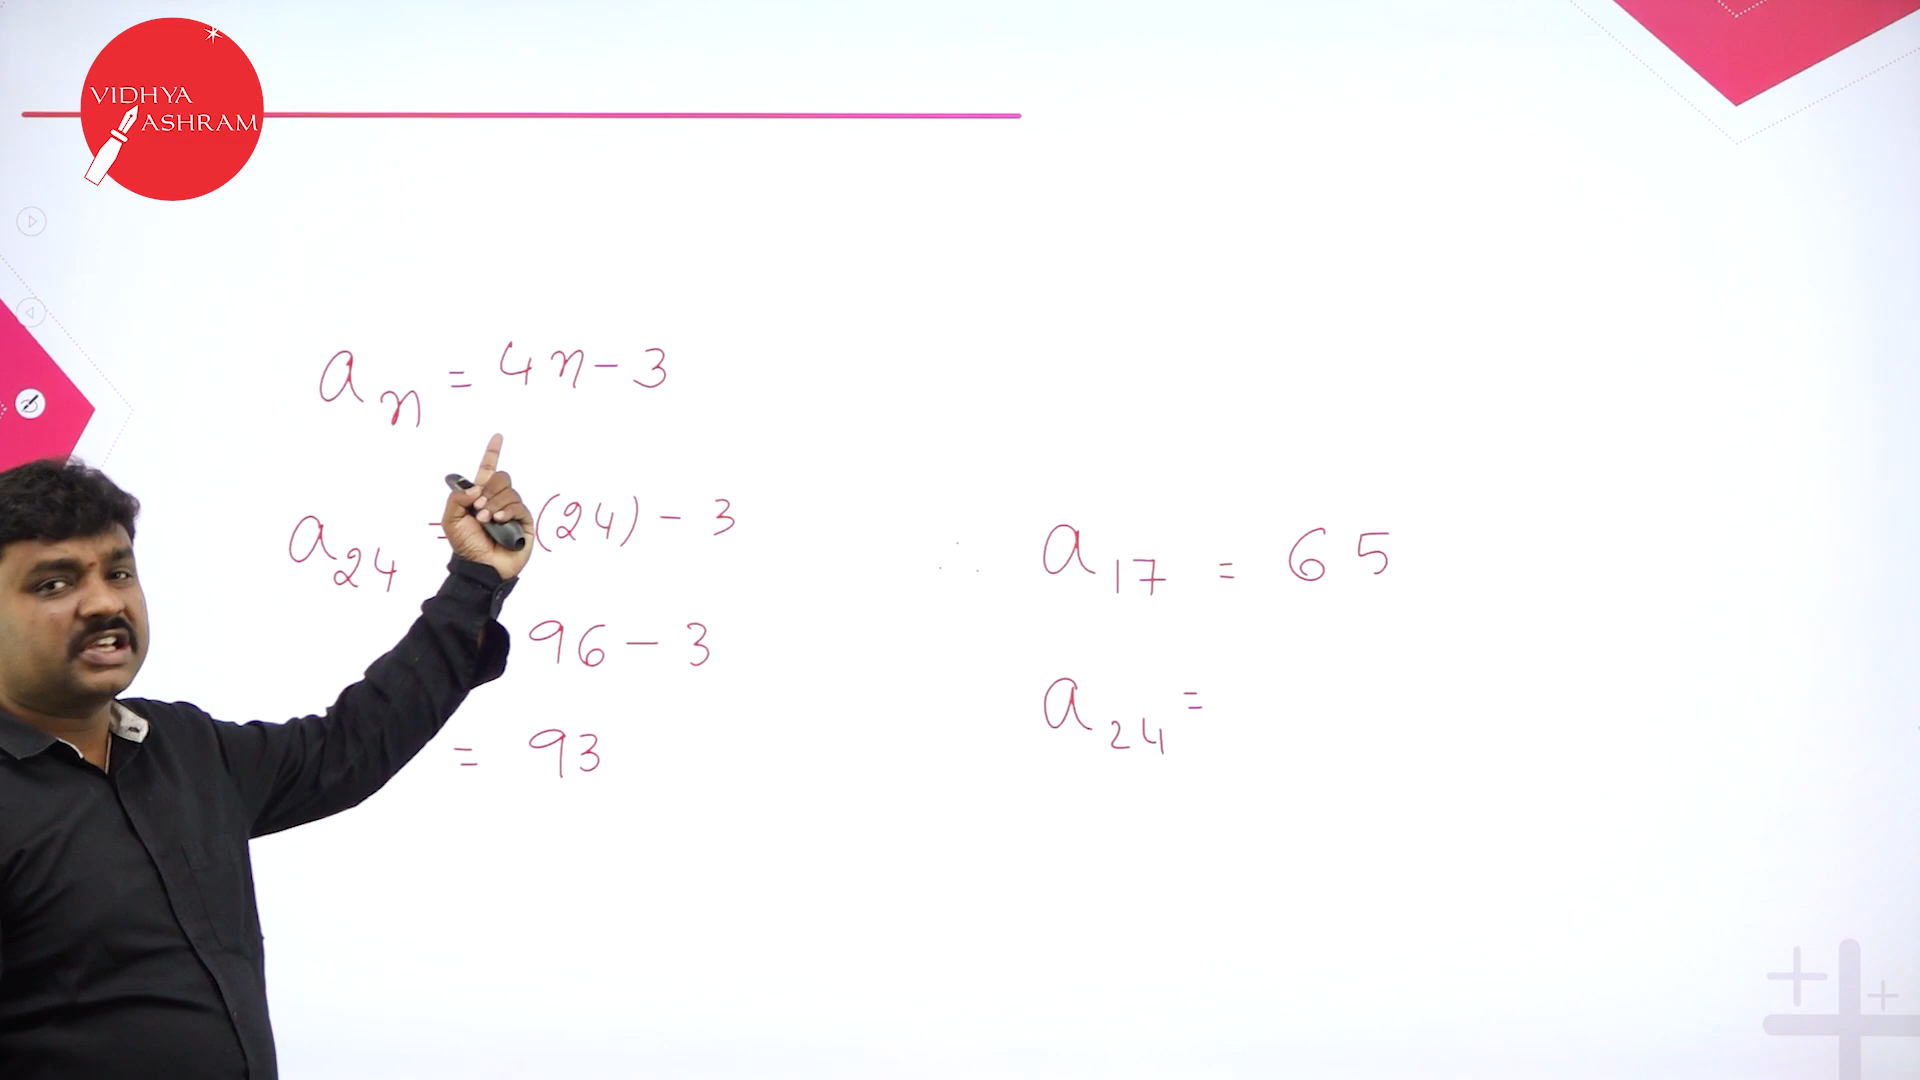 VIDHYA
ASHRAM
aₙ = 4n - 3
a₂₄ = (24) - 3
96 - 3
= 93
∴ a₁₇ = 65
a₂₄ =